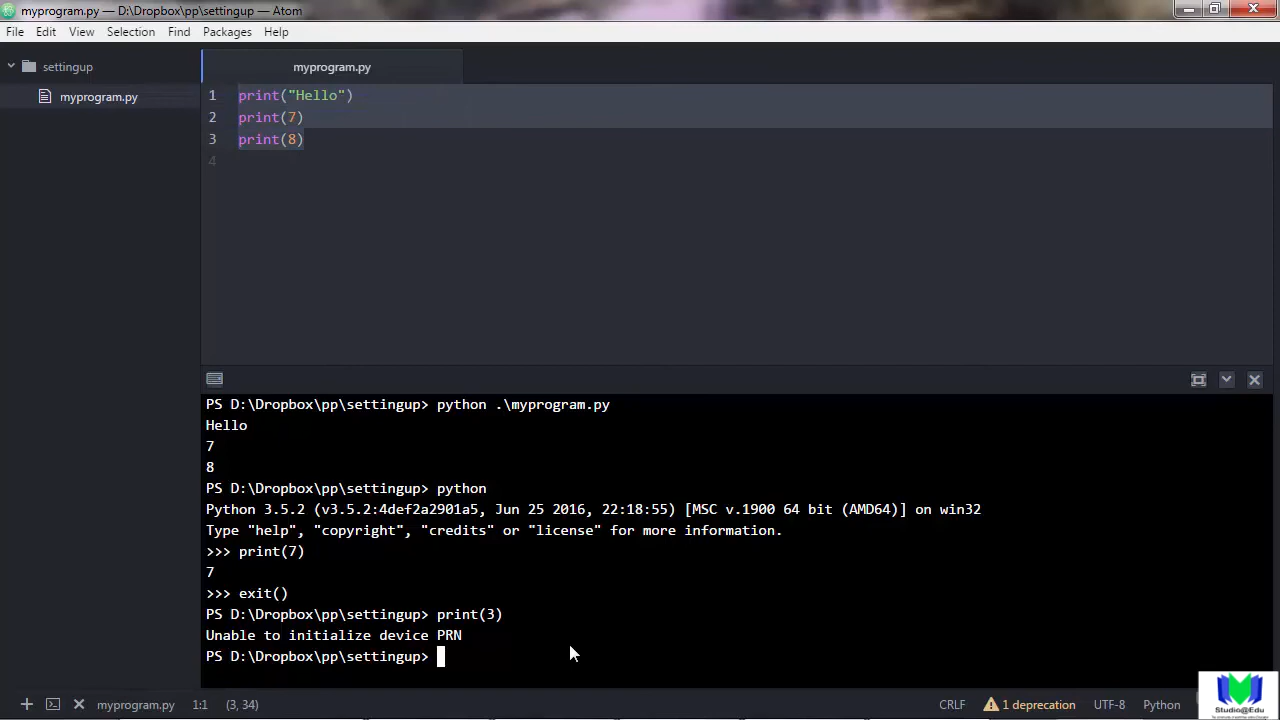 myprogram.py — D:\Dropbox\pp\settingup — Atom
File Edit View Selection Find Packages Help
settingup
myprogram.py
myprogram.py
1 print("Hello")
2 print(7)
3 print(8)
4
PS D:\Dropbox\pp\settingup> python .\myprogram.py
Hello
7
8
PS D:\Dropbox\pp\settingup> python
Python 3.5.2 (v3.5.2:4def2a2901a5, Jun 25 2016, 22:18:55) [MSC v.1900 64 bit (AMD64)] on win32
Type "help", "copyright", "credits" or "license" for more information.
>>> print(7)
7
>>> exit()
PS D:\Dropbox\pp\settingup> print(3)
Unable to initialize device PRN
PS D:\Dropbox\pp\settingup>
myprogram.py 1:1 (3, 34) CRLF 1 deprecation UTF-8 Python
Studio@Edu